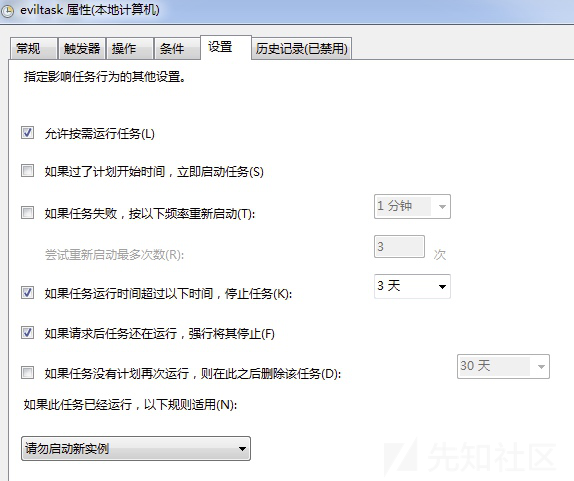 eviltask 属性(本地计算机)
常规 触发器 操作 条件 设置 历史记录(已禁用)
指定影响任务行为的其他设置。
允许按需运行任务(L)
如果过了计划开始时间，立即启动任务(S)
如果任务失败，按以下频率重新启动(T): 1 分钟
尝试重新启动最多次数(R): 3 次
如果任务运行时间超过以下时间，停止任务(K): 3 天
如果请求后任务还在运行，强行将其停止(F)
如果任务没有计划再次运行，则在此之后删除该任务(D): 30 天
如果此任务已经运行，以下规则适用(N):
请勿启动新实例
先知社区